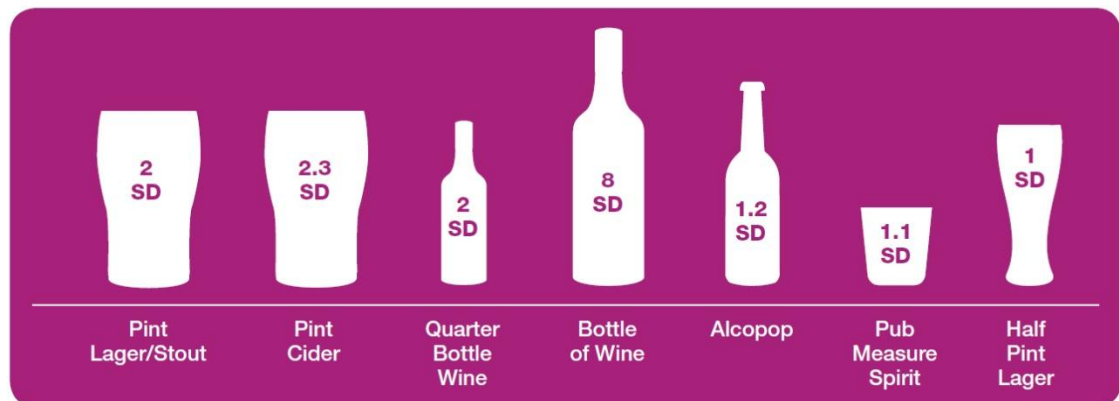 2
SD
2.3
SD
2
SD
8
SD
1.2
SD
1.1
SD
1
SD
Pint
Lager/Stout
Pint
Cider
Quarter
Bottle
Wine
Bottle
of Wine
Alcopop
Pub
Measure
Spirit
Half
Pint
Lager